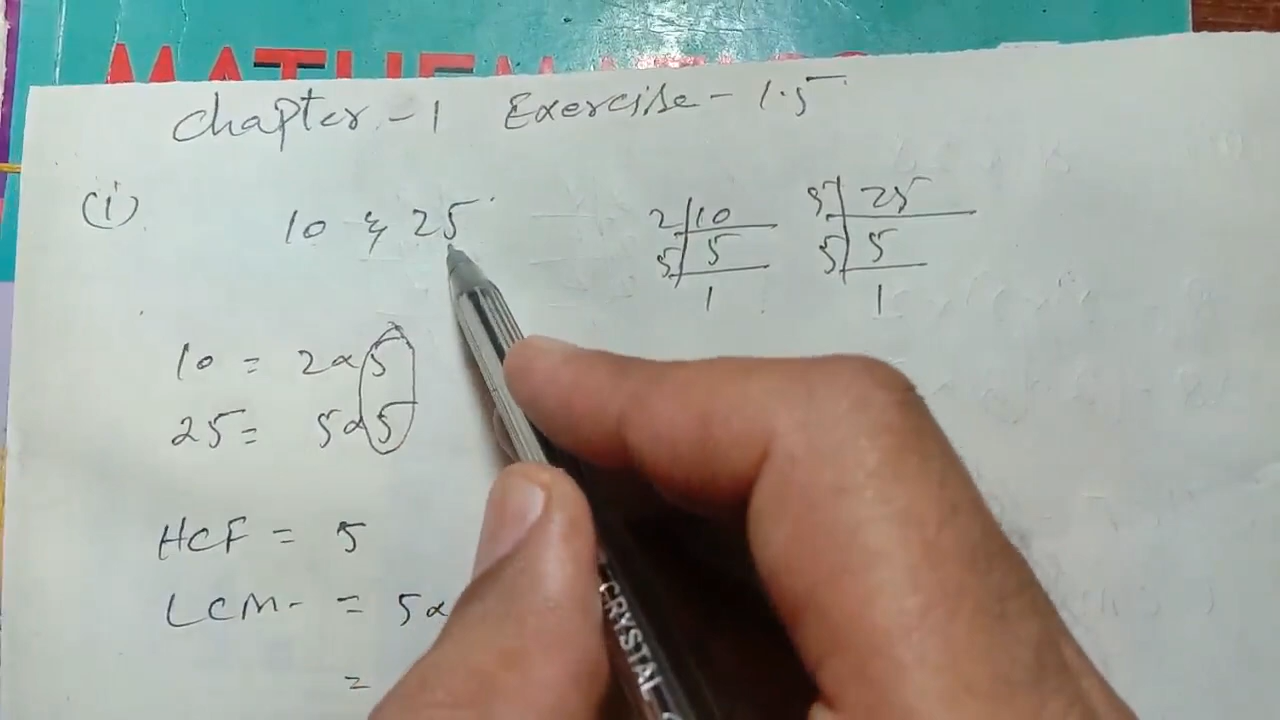 MATHEMATICS
Chapter - 1 Exercise - 1.5
(i) 10 & 25
2 10
5 5
1
5 25
5 5
1
10 = 2 × 5
25 = 5 × 5
HCF = 5
LCM = 5 ×
=
CRYSTAL